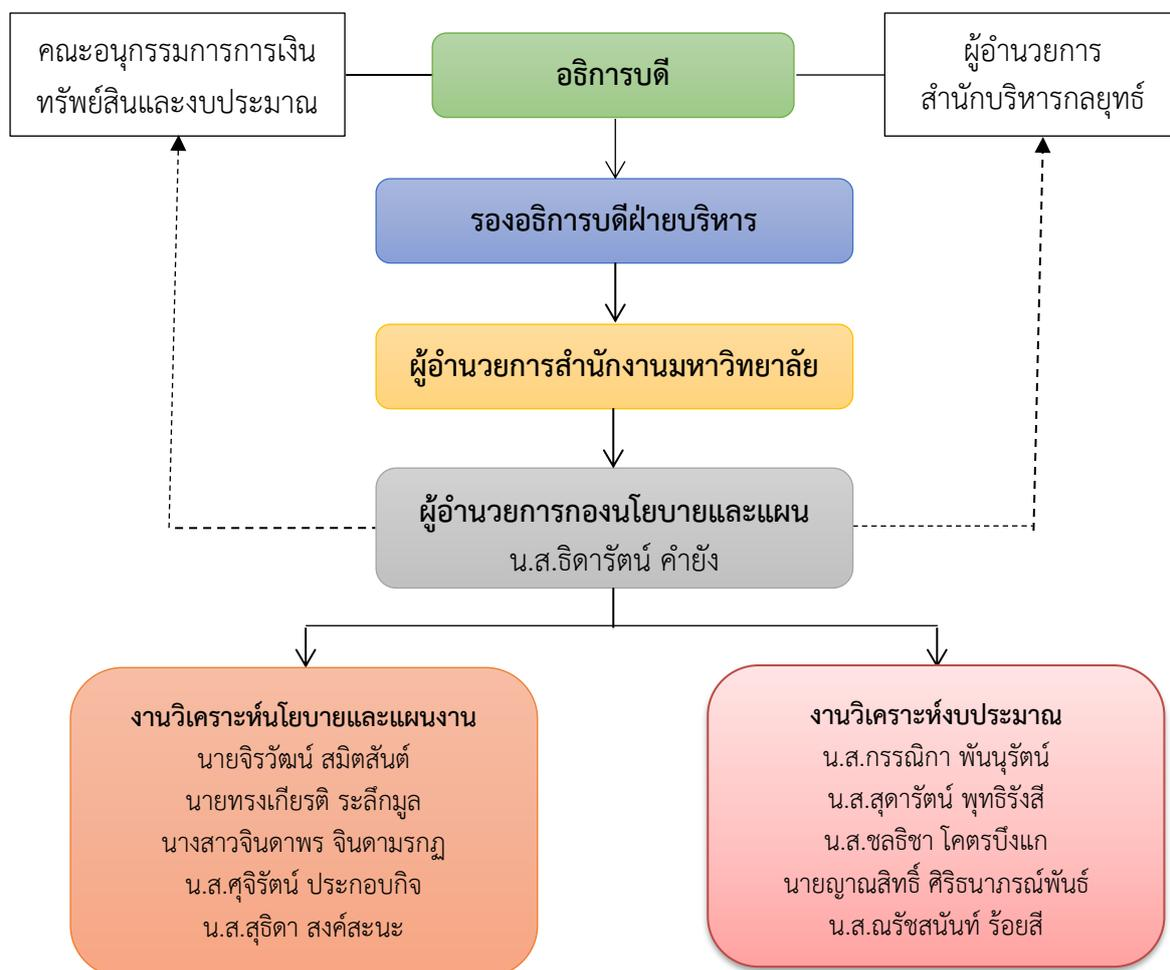 คณะอนุกรรมการการเงิน
ทรัพย์สินและงบประมาณ
อธิการบดี
ผู้อำนวยการ
สำนักบริหารกลยุทธ์
รองอธิการบดีฝ่ายบริหาร
ผู้อำนวยการสำนักงานมหาวิทยาลัย
ผู้อำนวยการกองนโยบายและแผน
น.ส.ธิดารัตน์ คำยัง
งานวิเคราะห์นโยบายและแผนงาน
นายจิรวัฒน์ สมิตสันต์
นายทรงเกียรติ ระลึกมูล
นางสาวจินดาพร จินดามรกฏ
น.ส.ศุจิรัตน์ ประกอบกิจ
น.ส.สุธิดา สงค์สะนะ
งานวิเคราะห์งบประมาณ
น.ส.กรรณิกา พันนุรัตน์
น.ส.สุดารัตน์ พุทธิรังสี
น.ส.ชลธิชา โคตรบึงแก
นายญาณสิทธิ์ ศิริธนาภรณ์พันธ์
น.ส.ณรัชสนันท์ ร้อยสี